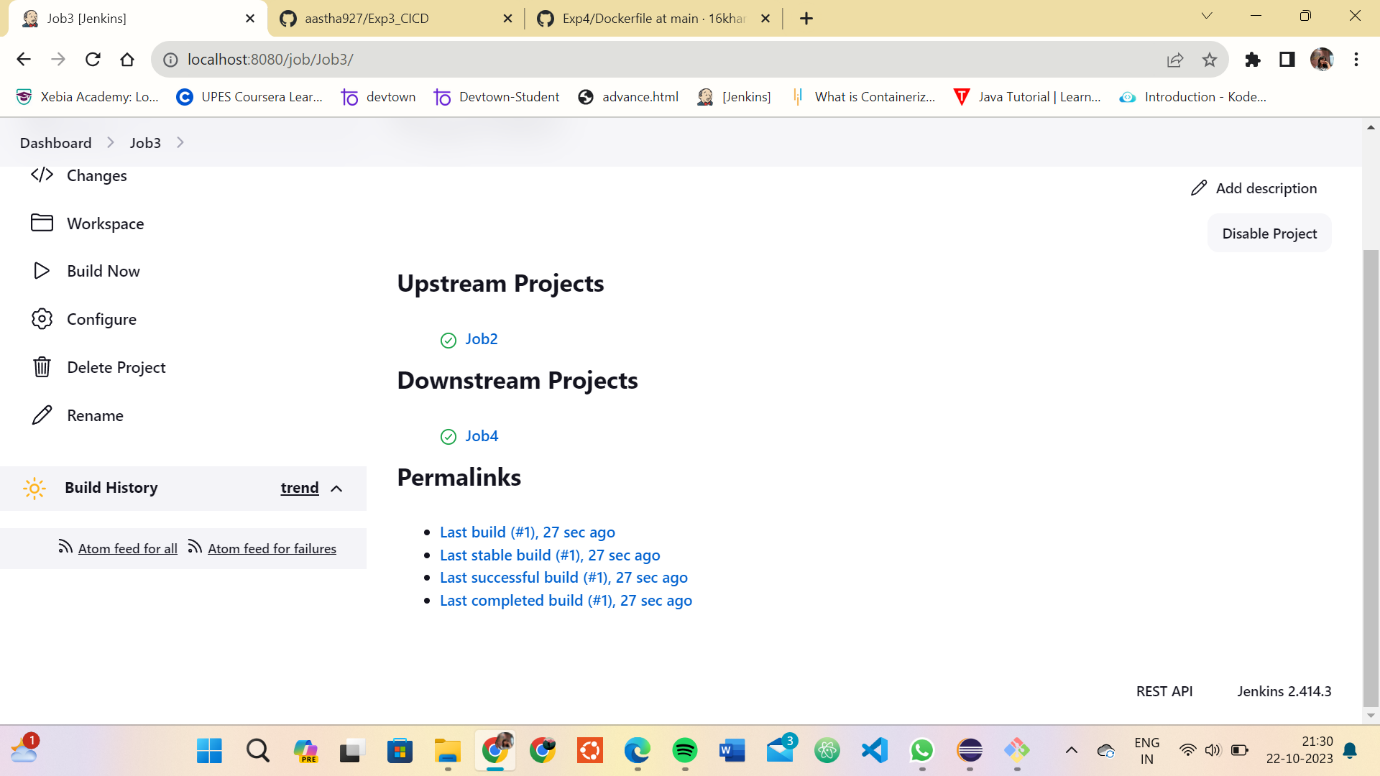 Job3 [Jenkins]
aastha927/Exp3_CICD
Exp4/Dockerfile at main · 16khar
localhost:8080/job/Job3/
Xebia Academy: Lo...
UPES Coursera Lear...
devtown
Devtown-Student
advance.html
[Jenkins]
What is Containeriz...
Java Tutorial | Learn...
Introduction - Kode...
Dashboard
Job3
Changes
Add description
Workspace
Disable Project
Build Now
Upstream Projects
Configure
Job2
Delete Project
Downstream Projects
Rename
Job4
Permalinks
Build History
trend
Last build (#1), 27 sec ago
Atom feed for all
Atom feed for failures
Last stable build (#1), 27 sec ago
Last successful build (#1), 27 sec ago
Last completed build (#1), 27 sec ago
REST API
Jenkins 2.414.3
1
PRE
3
ENG
IN
21:30
22-10-2023